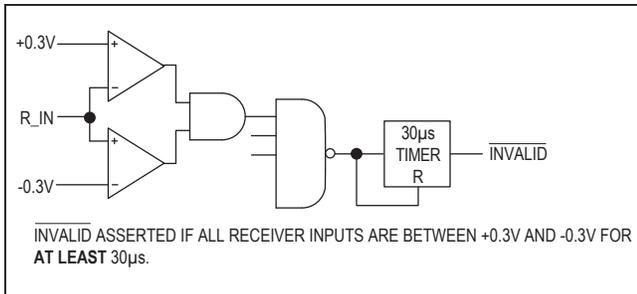 +0.3V
+
-
R_IN
+
-
-0.3V
30µs
TIMER
R
INVALID
INVALID ASSERTED IF ALL RECEIVER INPUTS ARE BETWEEN +0.3V AND -0.3V FOR
AT LEAST 30µs.